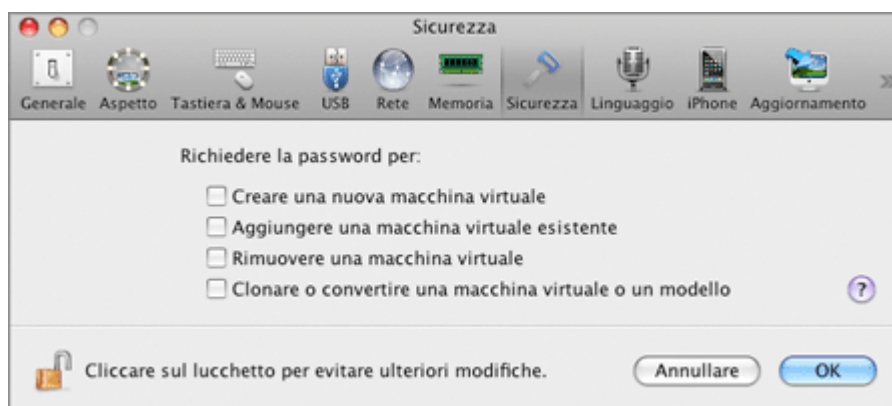 Sicurezza
Generale Aspetto Tastiera & Mouse USB Rete Memoria Sicurezza Linguaggio iPhone Aggiornamento »
Richiedere la password per:
Creare una nuova macchina virtuale
Aggiungere una macchina virtuale esistente
Rimuovere una macchina virtuale
Clonare o convertire una macchina virtuale o un modello
?
Cliccare sul lucchetto per evitare ulteriori modifiche.
Annullare
OK